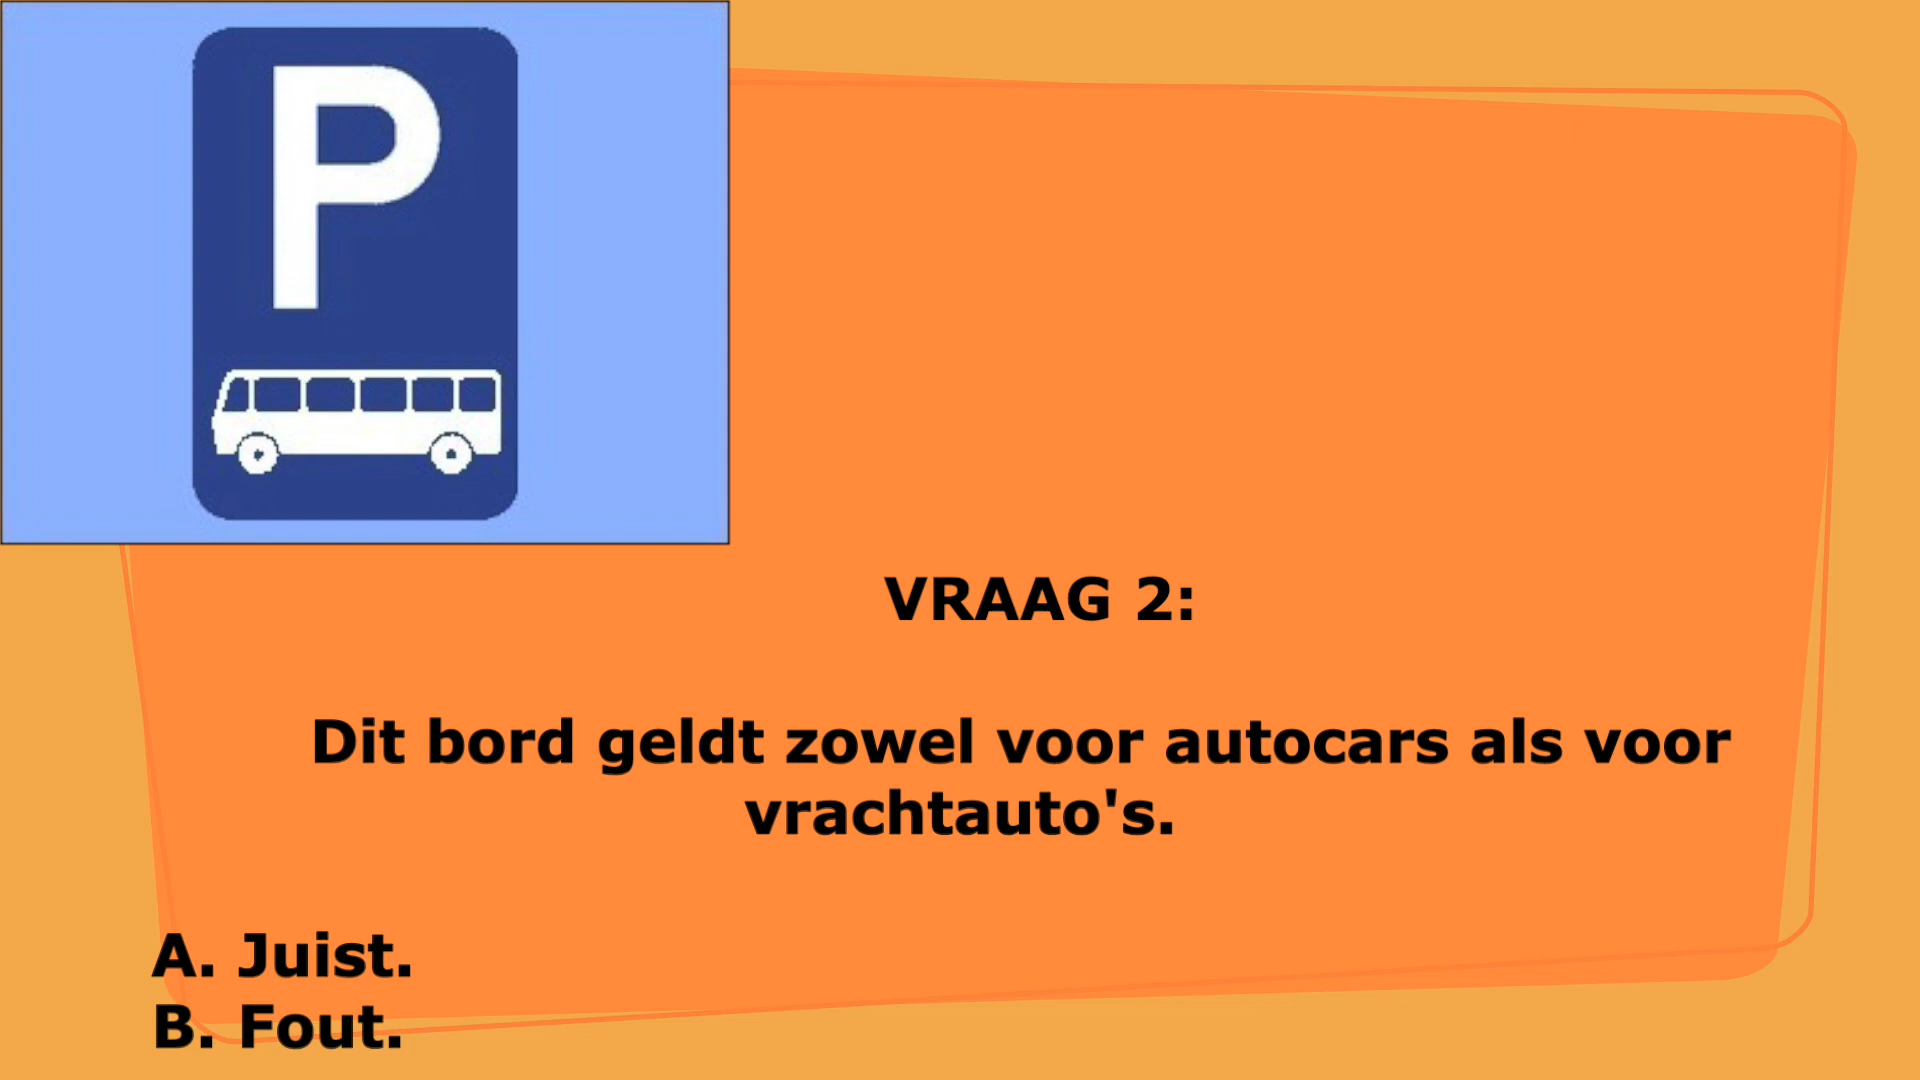 P
VRAAG 2:
Dit bord geldt zowel voor autocars als voor
vrachtauto's.
A. Juist.
B. Fout.